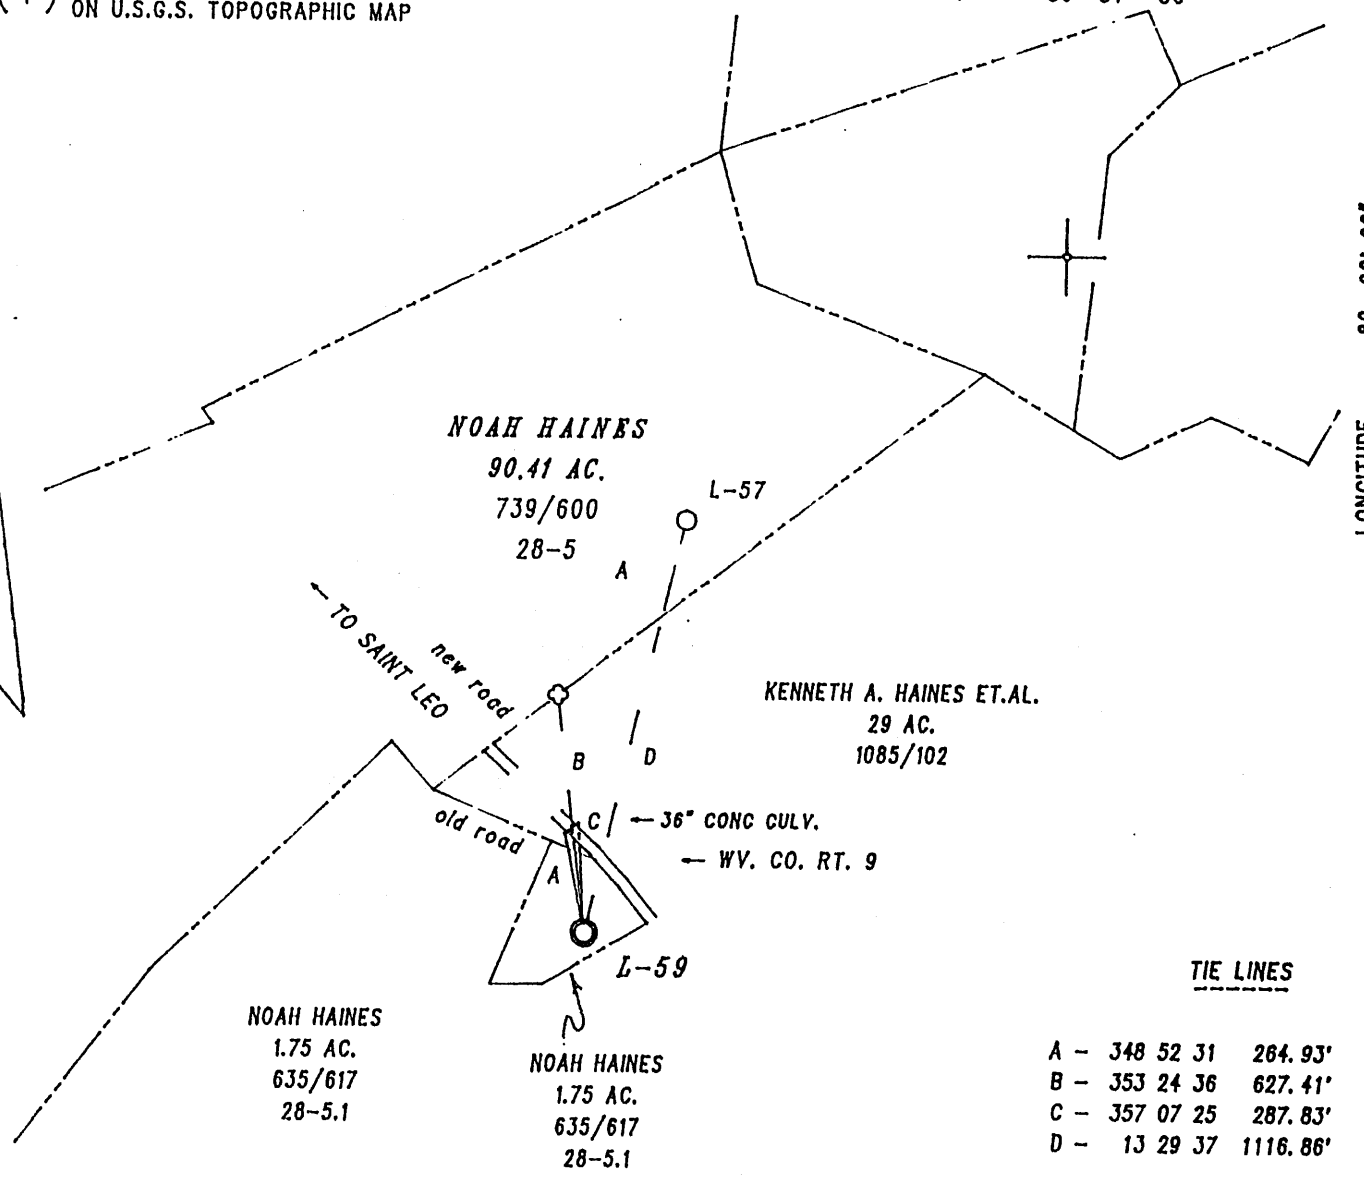 ON U.S.G.S. TOPOGRAPHIC MAP
LONGITUDE
NOAH HAINES
90.41 AC.
739/600
28-5
L-57
A
← TO SAINT LEO
new road
B
D
KENNETH A. HAINES ET.AL.
29 AC.
1085/102
old road
C
← 36" CONC CULV.
← WV. CO. RT. 9
A
L-59
NOAH HAINES
1.75 AC.
635/617
28-5.1
NOAH HAINES
1.75 AC.
635/617
28-5.1
TIE LINES
A - 348 52 31 264.93'
B - 353 24 36 627.41'
C - 357 07 25 287.83'
D - 13 29 37 1116.86'